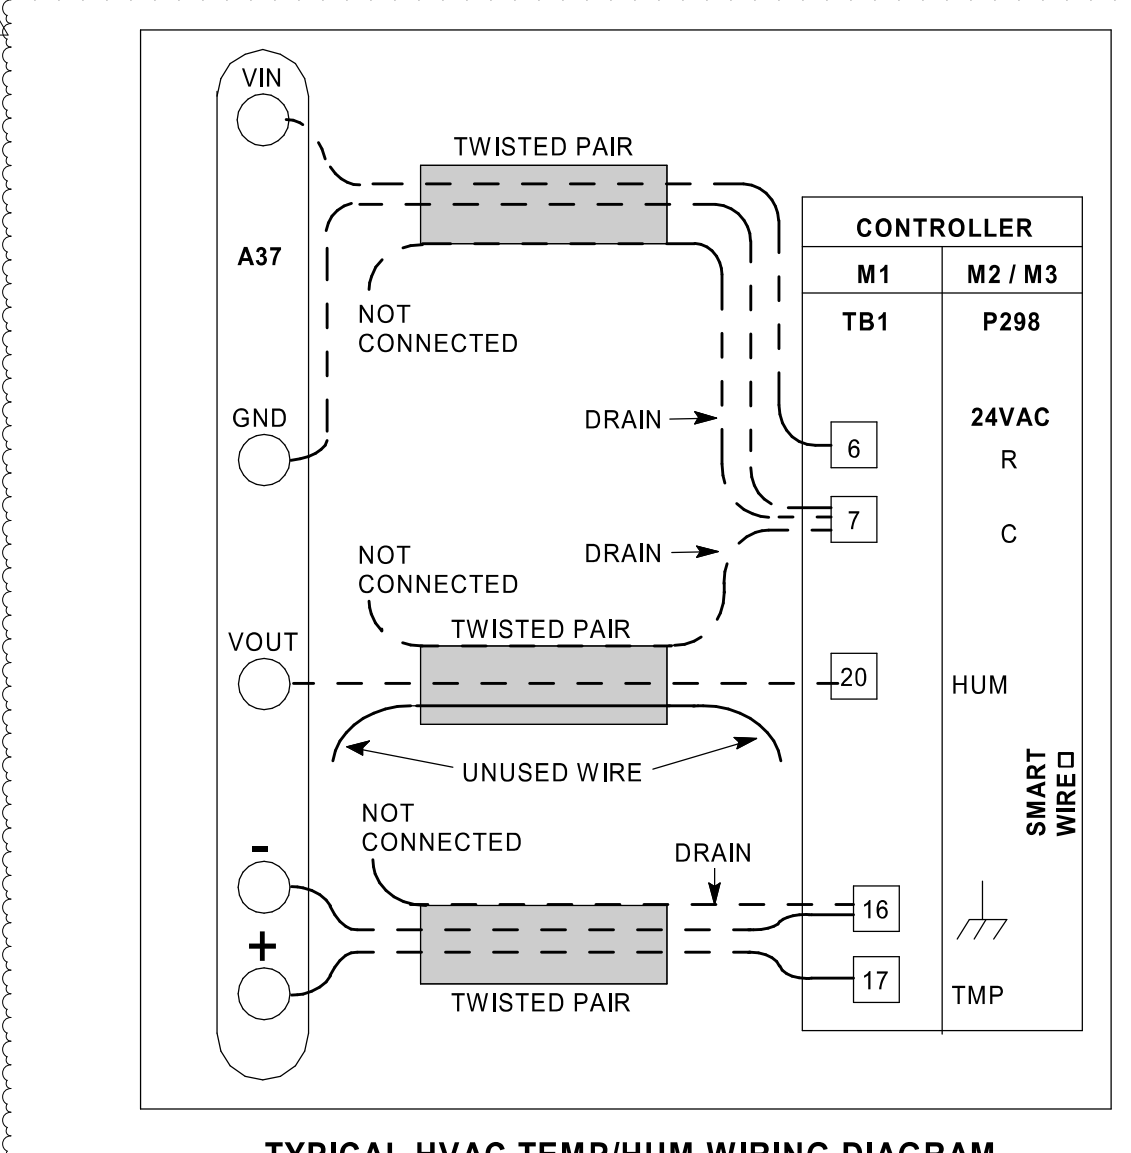 VIN
TWISTED PAIR
CONTROLLER
A37
M1
M2 / M3
NOT
CONNECTED
TB1
P298
GND
DRAIN
24VAC
6
R
7
C
NOT
CONNECTED
DRAIN
VOUT
TWISTED PAIR
20
HUM
UNUSED WIRE
SMART
WIRE
NOT
CONNECTED
-
DRAIN
16
+
17
TMP
TWISTED PAIR
TYPICAL HVAC TEMP/HUM WIRING DIAGRAM